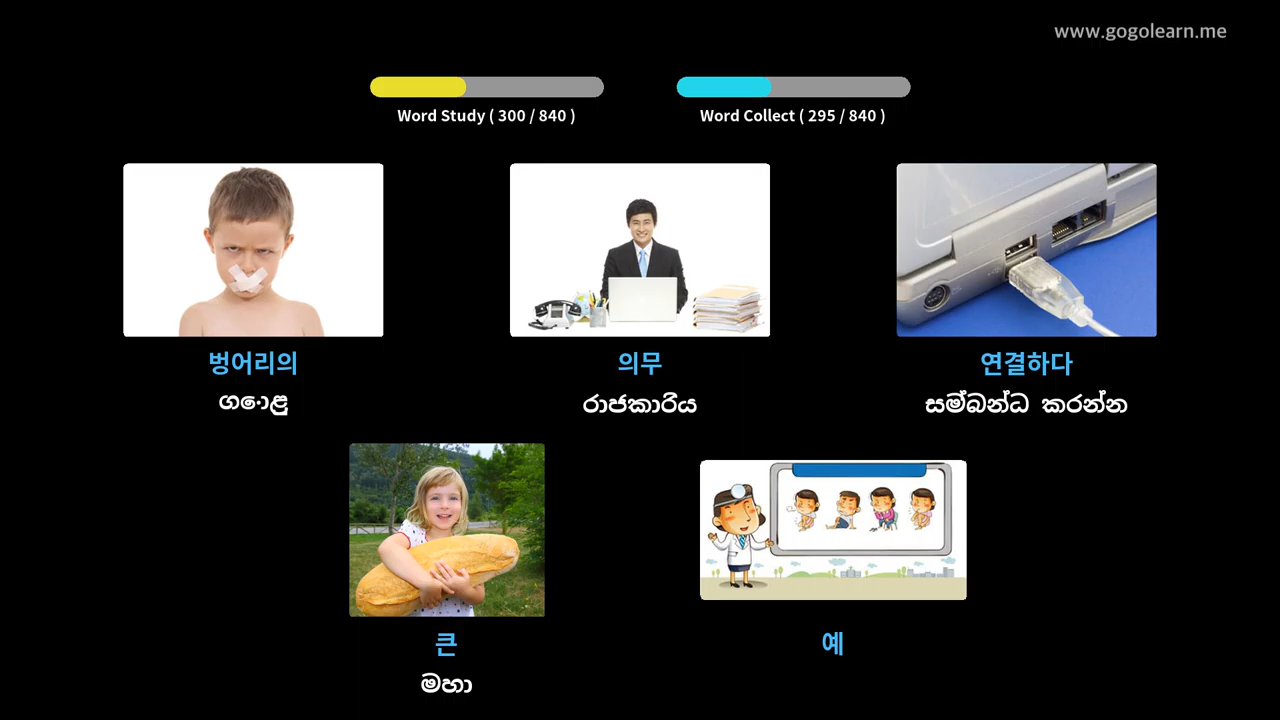 www.gogolearn.me
Word Study ( 300 / 840 )
Word Collect ( 295 / 840 )
벙어리의
ගොළු
의무
රාජකාරිය
연결하다
සම්බන්ධ කරන්න
큰
මහා
예